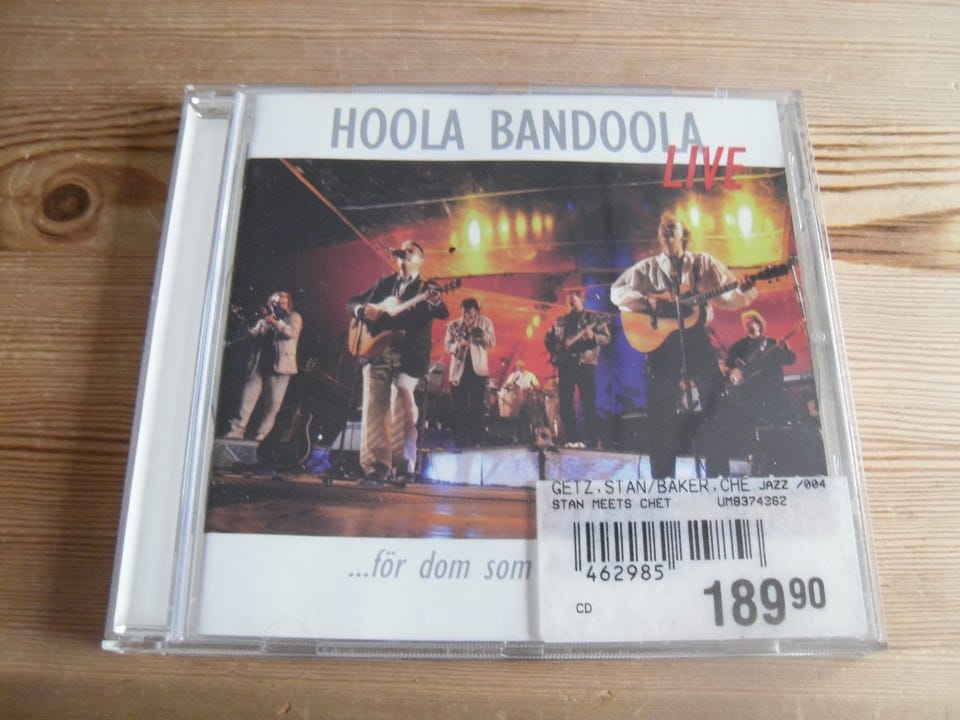 HOOLA BANDOOLA
LIVE
...för dom som
GETZ,STAN/BAKER,CHE JAZZ /004
STAN MEETS CHET UM8374362
462985
CD 189 90